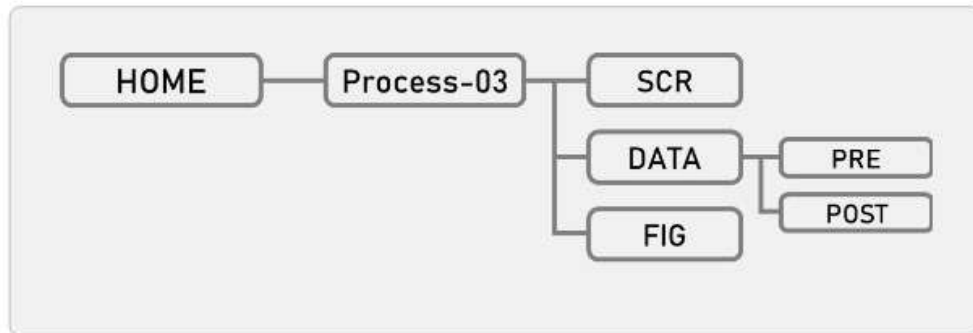 HOME
Process-03
SCR
DATA
PRE
POST
FIG